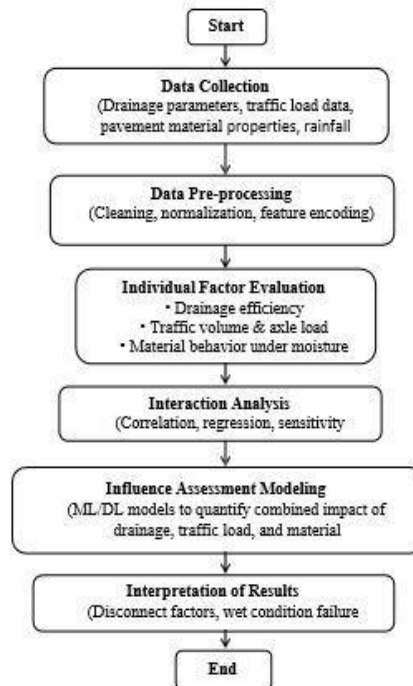 Start
Data Collection
(Drainage parameters, traffic load data,
pavement material properties, rainfall
Data Pre-processing
(Cleaning, normalization, feature encoding)
Individual Factor Evaluation
• Drainage efficiency
• Traffic volume & axle load
• Material behavior under moisture
Interaction Analysis
(Correlation, regression, sensitivity
Influence Assessment Modeling
(ML/DL models to quantify combined impact of
drainage, traffic load, and material
Interpretation of Results
(Disconnect factors, wet condition failure
End